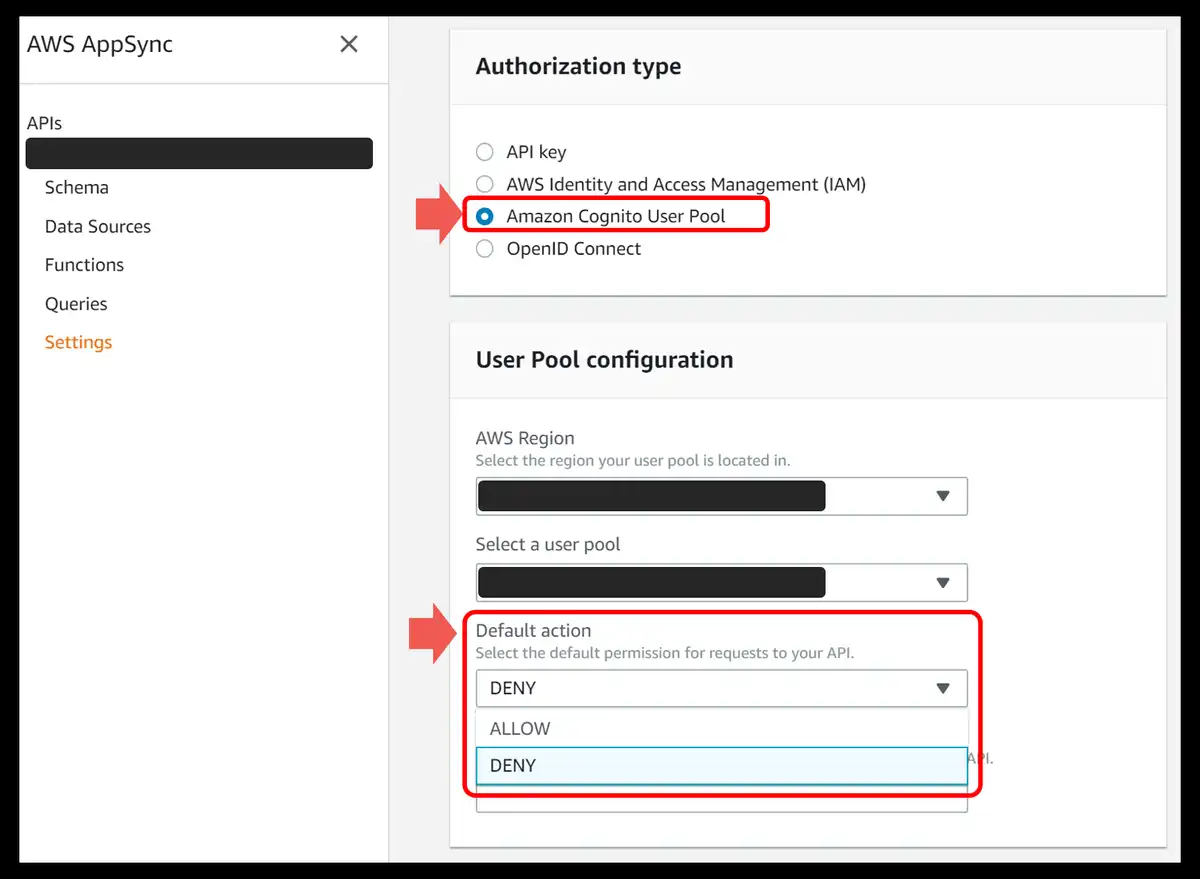 AWS AppSync
APIs
Schema
Data Sources
Functions
Queries
Settings
Authorization type
API key
AWS Identity and Access Management (IAM)
Amazon Cognito User Pool
OpenID Connect
User Pool configuration
AWS Region
Select the region your user pool is located in.
Select a user pool
Default action
Select the default permission for requests to your API.
DENY
ALLOW
DENY
API.